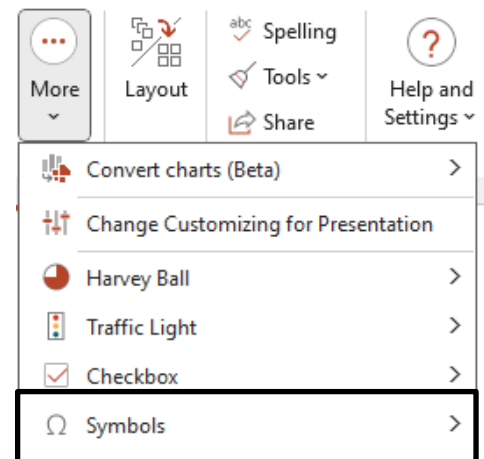 More
Layout
abc Spelling
Tools
Share
?
Help and
Settings
Convert charts (Beta)
Change Customizing for Presentation
Harvey Ball
Traffic Light
Checkbox
Ω Symbols